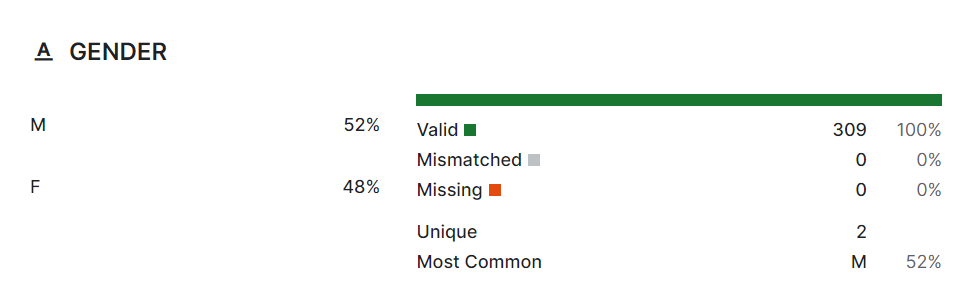 A GENDER
M 52%
F 48%
Valid 309 100%
Mismatched 0 0%
Missing 0 0%
Unique 2
Most Common M 52%